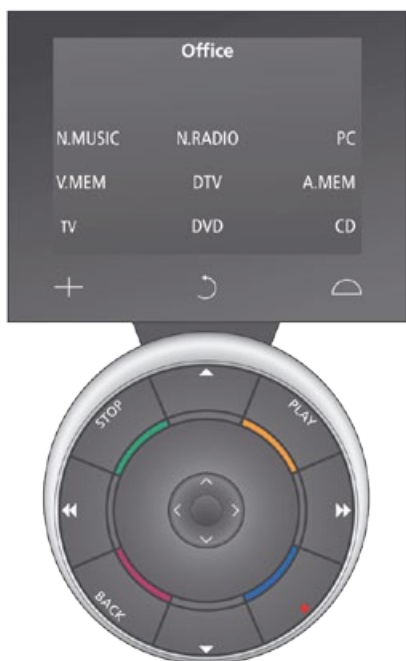 Office
N.MUSIC N.RADIO PC
V.MEM DTV A.MEM
TV DVD CD
STOP PLAY
BACK